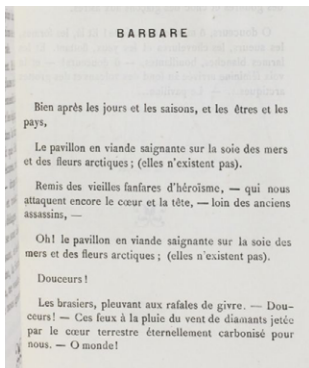 BARBARE
Bien après les jours et les saisons, et les êtres et les
pays,
Le pavillon en viande saignante sur la soie des mers
et des fleurs arctiques ; (elles n'existent pas).
Remis des vieilles fanfares d'héroïsme, — qui nous
attaquent encore le cœur et la tête, — loin des anciens
assassins, —
Oh! le pavillon en viande saignante sur la soie des
mers et des fleurs arctiques ; (elles n'existent pas).
Douceurs !
Les brasiers, pleuvant aux rafales de givre. — Dou-
ceurs ! — Ces feux à la pluie du vent de diamants jetée
par le cœur terrestre éternellement carbonisé pour
nous. — O monde !